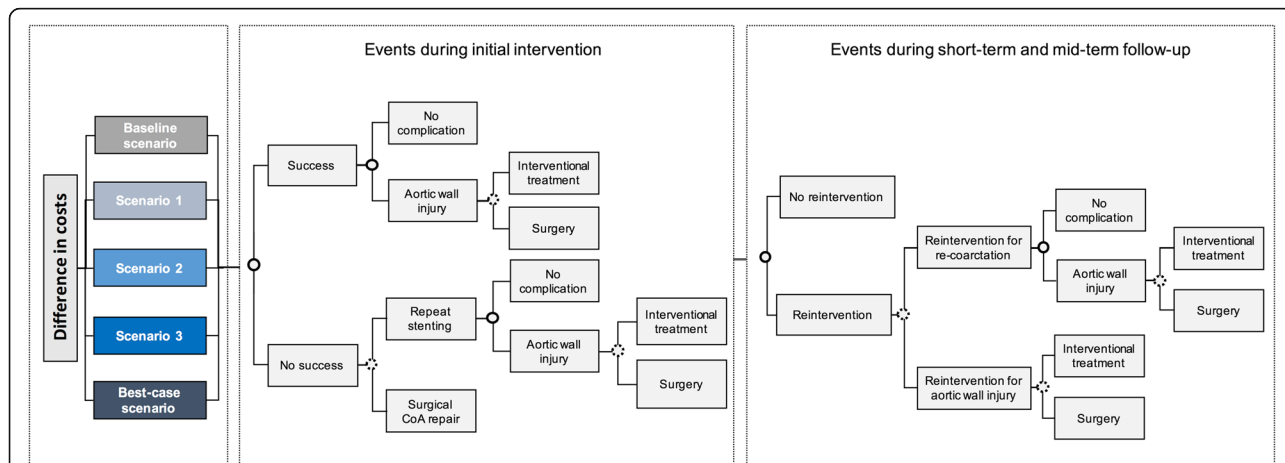 Difference in costs
Baseline
scenario
Scenario 1
Scenario 2
Scenario 3
Best-case
scenario
Events during initial intervention
Success
No
complication
Aortic wall
injury
Interventional
treatment
Surgery
No success
Repeat
stenting
No
complication
Aortic wall
injury
Interventional
treatment
Surgery
Surgical
CoA repair
Events during short-term and mid-term follow-up
No reintervention
Reintervention
Reintervention for
re-coarctation
No
complication
Aortic wall
injury
Interventional
treatment
Surgery
Reintervention for
aortic wall injury
Interventional
treatment
Surgery